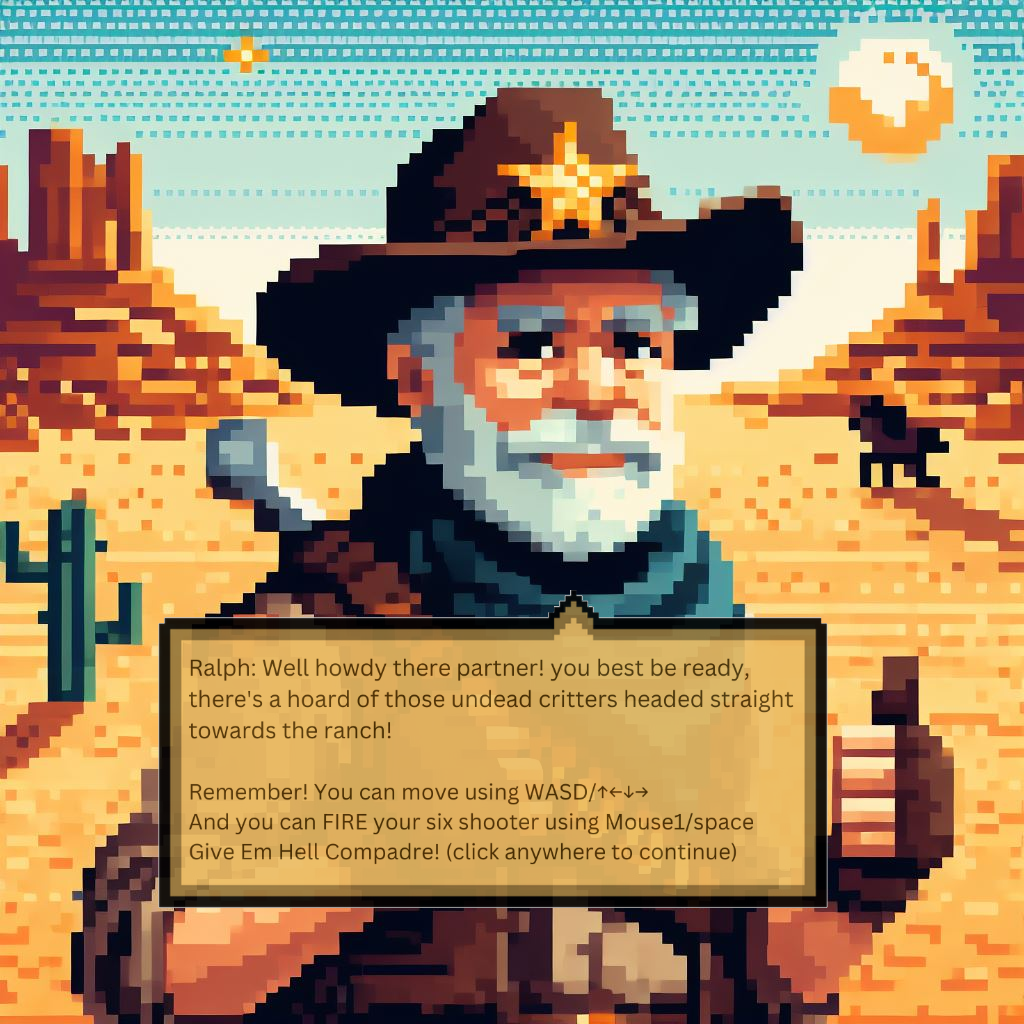 Ralph: Well howdy there partner! you best be ready,
there's a hoard of those undead critters headed straight
towards the ranch!
Remember! You can move using WASD/↑←↓→
And you can FIRE your six shooter using Mouse1/space
Give Em Hell Compadre! (click anywhere to continue)